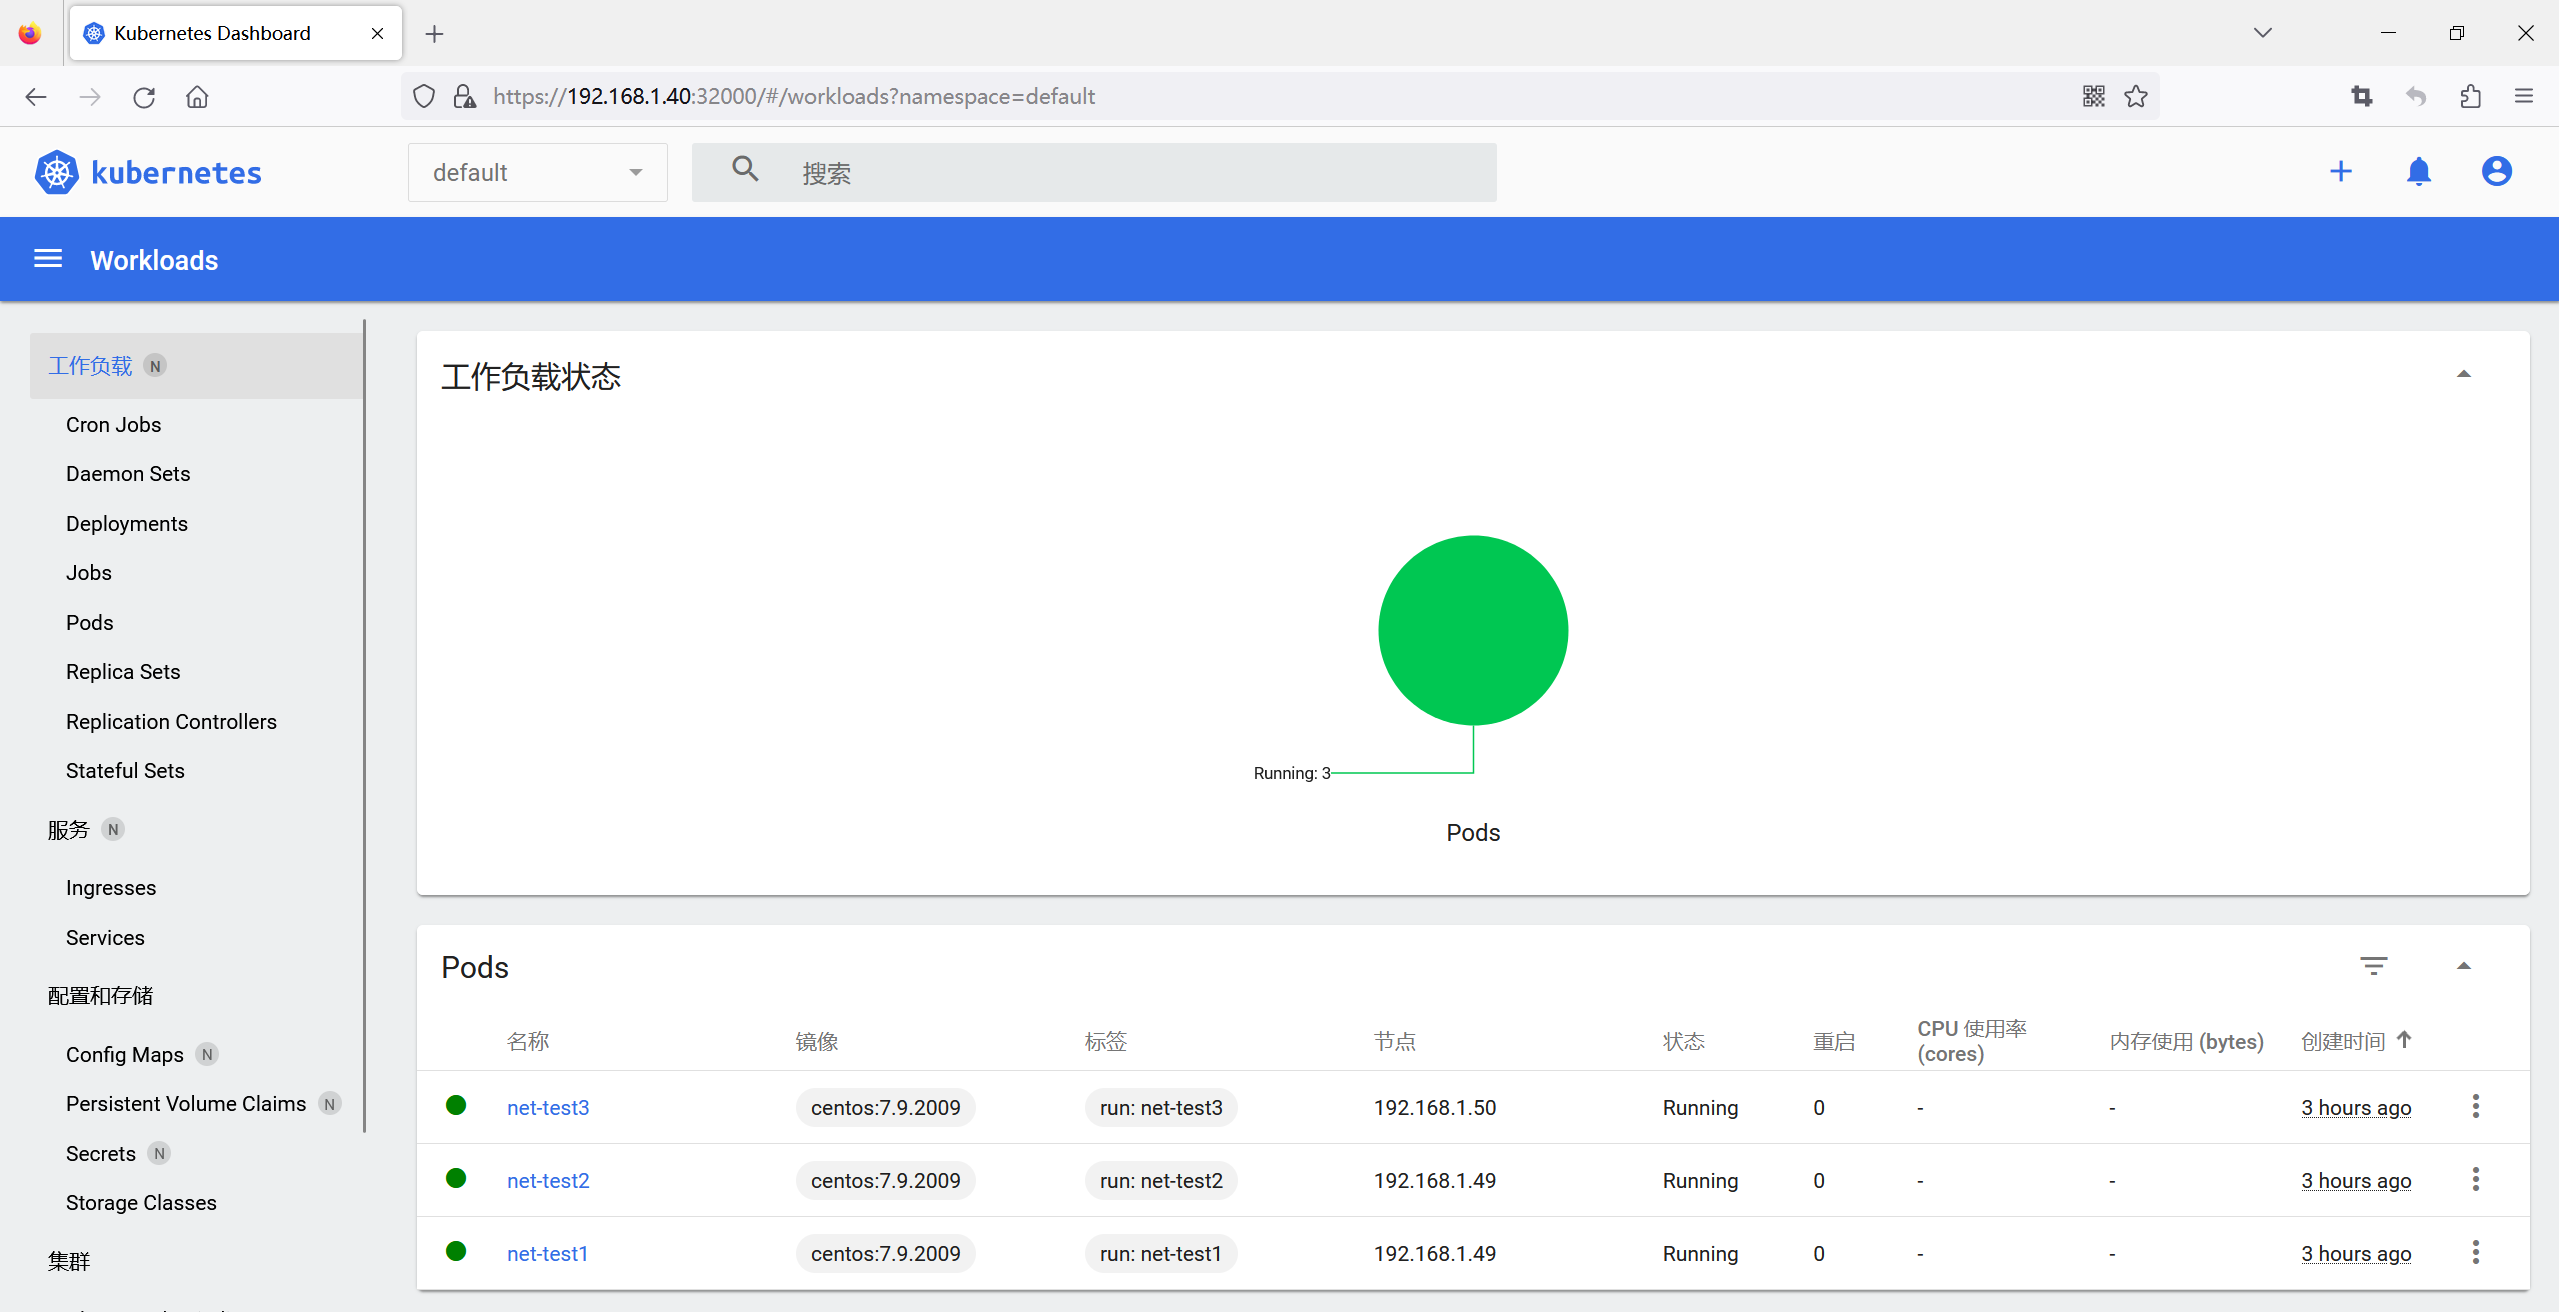 Kubernetes Dashboard
https://192.168.1.40:32000/#/workloads?namespace=default
kubernetes
default
搜索
Workloads
工作负载 N
Cron Jobs
Daemon Sets
Deployments
Jobs
Pods
Replica Sets
Replication Controllers
Stateful Sets
服务 N
Ingresses
Services
配置和存储
Config Maps N
Persistent Volume Claims N
Secrets N
Storage Classes
集群
工作负载状态
Running: 3
Pods
Pods
名称 镜像 标签 节点 状态 重启 CPU 使用率 (cores) 内存使用 (bytes) 创建时间
net-test3 centos:7.9.2009 run: net-test3 192.168.1.50 Running 0 - - 3 hours ago
net-test2 centos:7.9.2009 run: net-test2 192.168.1.49 Running 0 - - 3 hours ago
net-test1 centos:7.9.2009 run: net-test1 192.168.1.49 Running 0 - - 3 hours ago